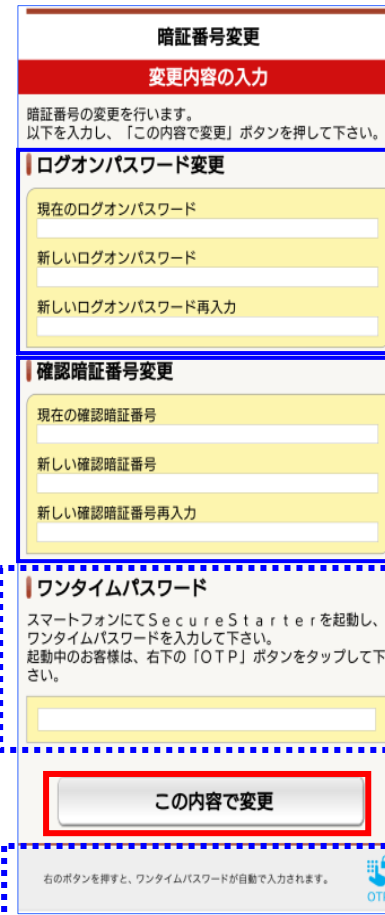 暗証番号変更
変更内容の入力
暗証番号の変更を行います。
以下を入力し、「この内容で変更」ボタンを押して下さい。
ログオンパスワード変更
現在のログオンパスワード
新しいログオンパスワード
新しいログオンパスワード再入力
確認暗証番号変更
現在の確認暗証番号
新しい確認暗証番号
新しい確認暗証番号再入力
ワンタイムパスワード
スマートフォンにてＳｅｃｕｒｅＳｔａｒｔｅｒを起動し、
ワンタイムパスワードを入力して下さい。
起動中のお客様は、右下の「ＯＴＰ」ボタンをタップして下
さい。
この内容で変更
右のボタンを押すと、ワンタイムパスワードが自動で入力されます。